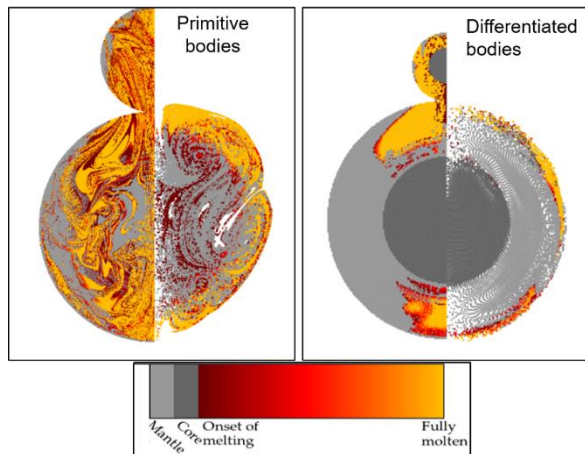 Primitive
bodies
Differentiated
bodies
Mantle
Core
Onset of
melting
Fully
molten